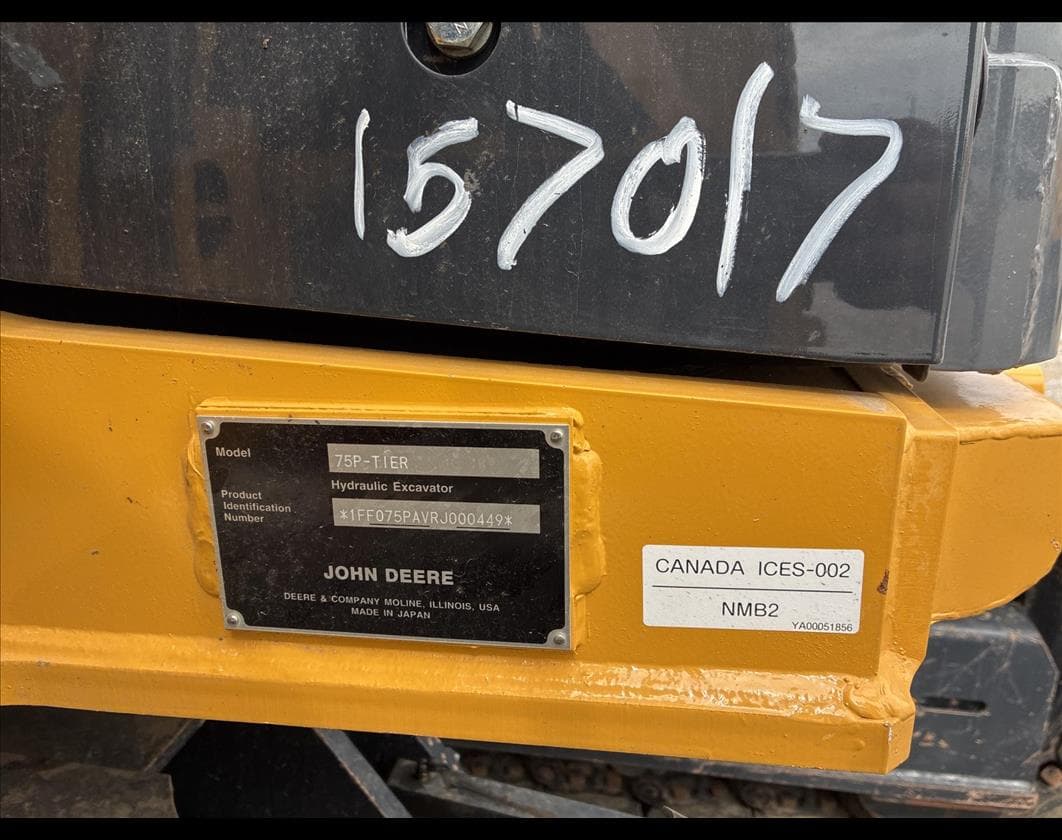 157017
Model
75P-TIER
Hydraulic Excavator
Product
Identification
Number
*1FF075PAVRJ000449*
JOHN DEERE
DEERE & COMPANY MOLINE, ILLINOIS, USA
MADE IN JAPAN
CANADA ICES-002
NMB2
YA00051856